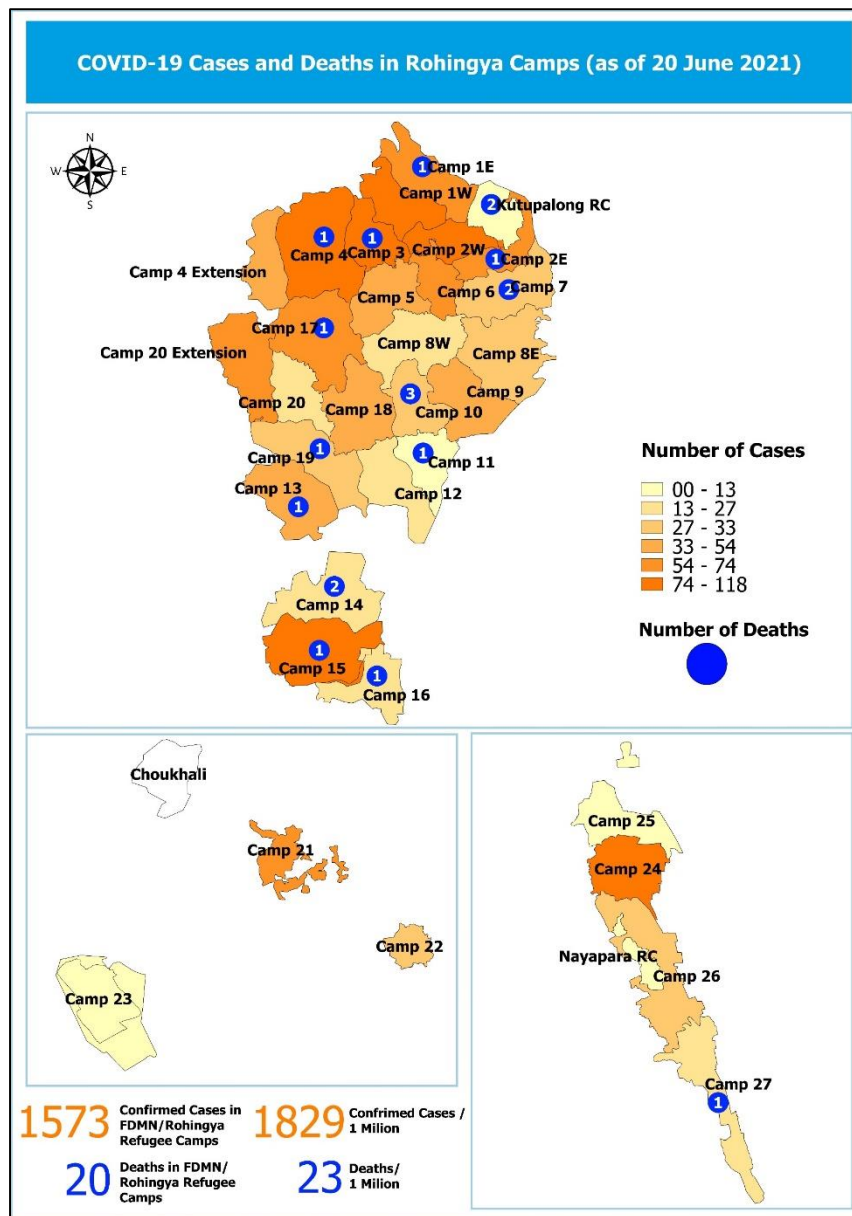 COVID-19 Cases and Deaths in Rohingya Camps (as of 20 June 2021)
N
W E
S
1 Camp 1E
Camp 1W
2
Kutupalong RC
1
Camp 4
1
Camp 3
Camp 2W
1
Camp 2E
Camp 4 Extension
Camp 5
Camp 6
2
Camp 7
Camp 17 1
Camp 20 Extension
Camp 8W
Camp 8E
Camp 20
Camp 18
3
Camp 10
Camp 9
Camp 19
1
1
Camp 11
Camp 13
1
Camp 12
2
Camp 14
1
Camp 15
1
Camp 16
Number of Cases
00 - 13
13 - 27
27 - 33
33 - 54
54 - 74
74 - 118
Number of Deaths
Choukhali
Camp 21
Camp 22
Camp 23
Camp 25
Camp 24
Nayapara RC
Camp 26
Camp 27
1
1573
Confirmed Cases in
FDMN/Rohingya
Refugee Camps
1829
Confrimed Cases /
1 Milion
20
Deaths in FDMN/
Rohingya Refugee
Camps
23
Deaths/
1 Milion